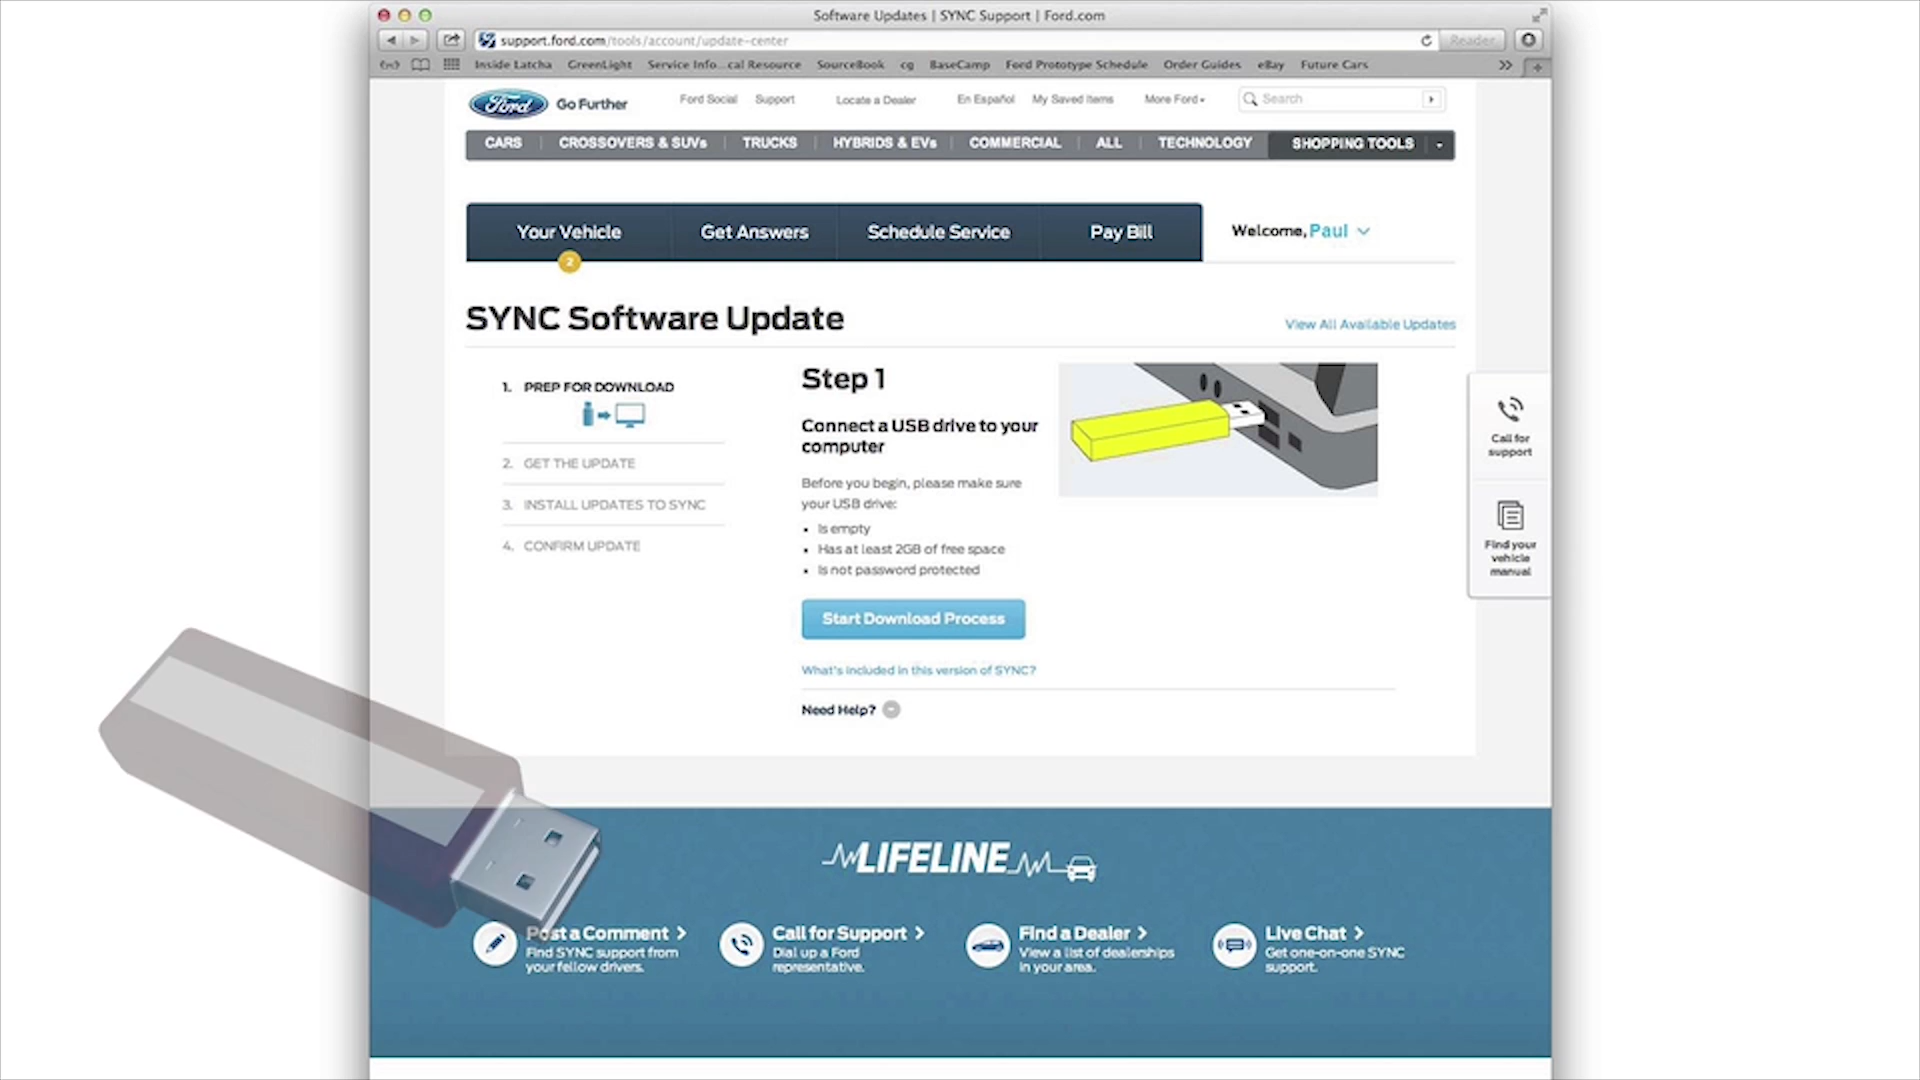 Software Updates | SYNC Support | Ford.com
support.ford.com/tools/account/update-center
Reader
Inside Latcha GreenLight Service Info...cal Resource SourceBook cg BaseCamp Ford Prototype Schedule Order Guides eBay Future Cars
Ford Go Further Ford Social Support Locate a Dealer En Español My Saved Items More Ford Search
CARS CROSSOVERS & SUVs TRUCKS HYBRIDS & EVs COMMERCIAL ALL TECHNOLOGY SHOPPING TOOLS
Your Vehicle Get Answers Schedule Service Pay Bill Welcome, Paul
2
SYNC Software Update
View All Available Updates
1. PREP FOR DOWNLOAD
2. GET THE UPDATE
3. INSTALL UPDATES TO SYNC
4. CONFIRM UPDATE
Step 1
Connect a USB drive to your
computer
Before you begin, please make sure
your USB drive:
• Is empty
• Has at least 2GB of free space
• Is not password protected
Start Download Process
What's included in this version of SYNC?
Need Help?
Call for
support
Find your
vehicle
manual
LIFELINE
Post a Comment
Find SYNC support from
your fellow drivers.
Call for Support
Dial up a Ford
representative.
Find a Dealer
View a list of dealerships
in your area.
Live Chat
Get one-on-one SYNC
support.